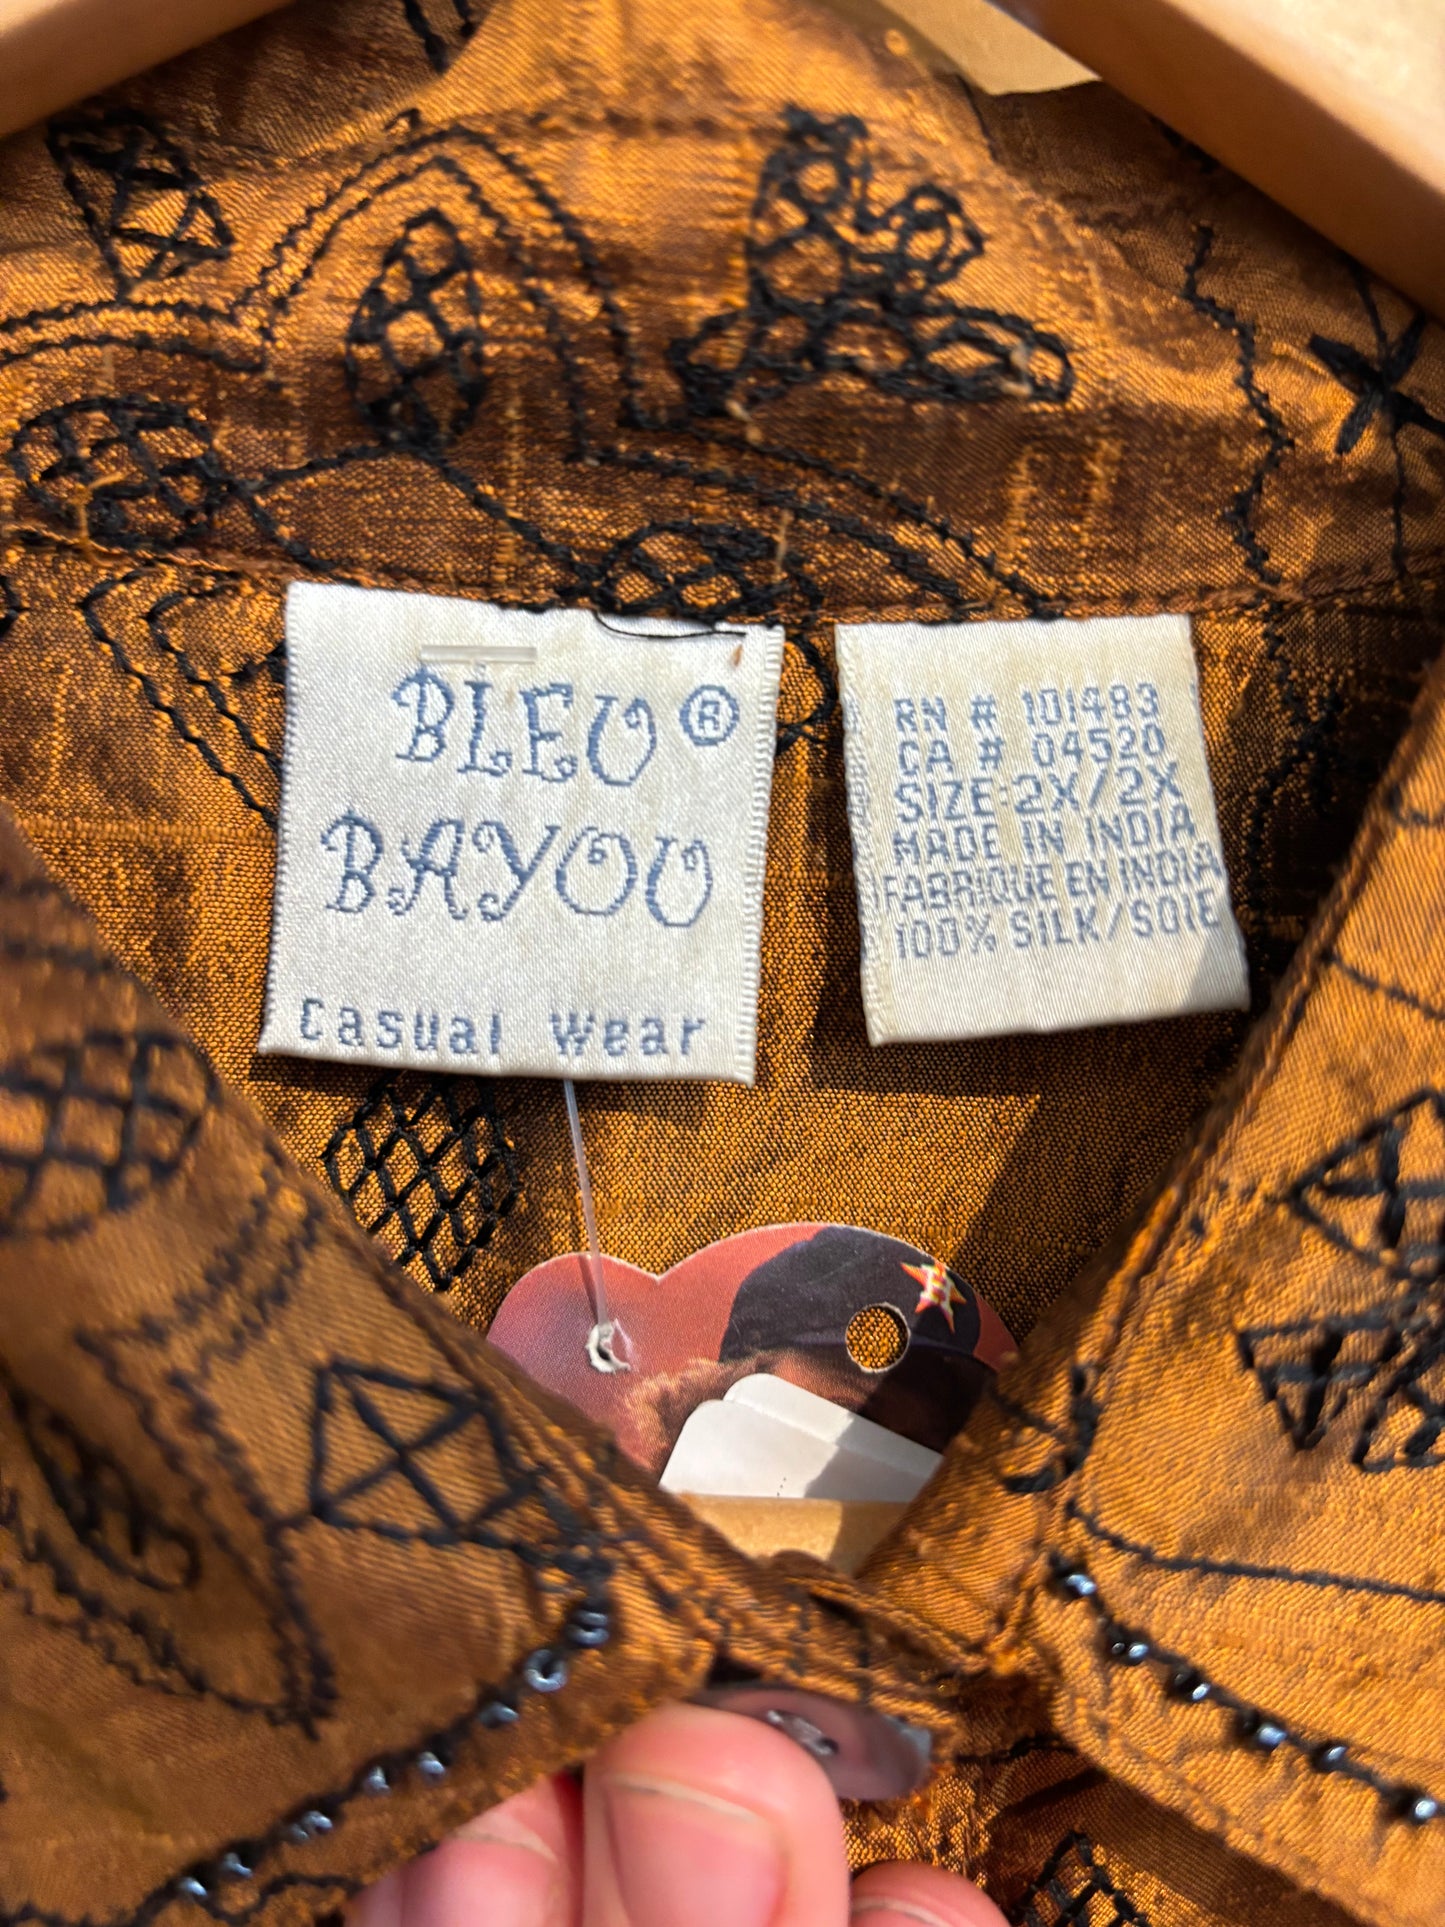 BLEU®
BAYOU
Casual Wear
RN # 101483
CA # 04520
SIZE:2X/2X
MADE IN INDIA
FABRIQUE EN INDIA
100% SILK/SOIE
H